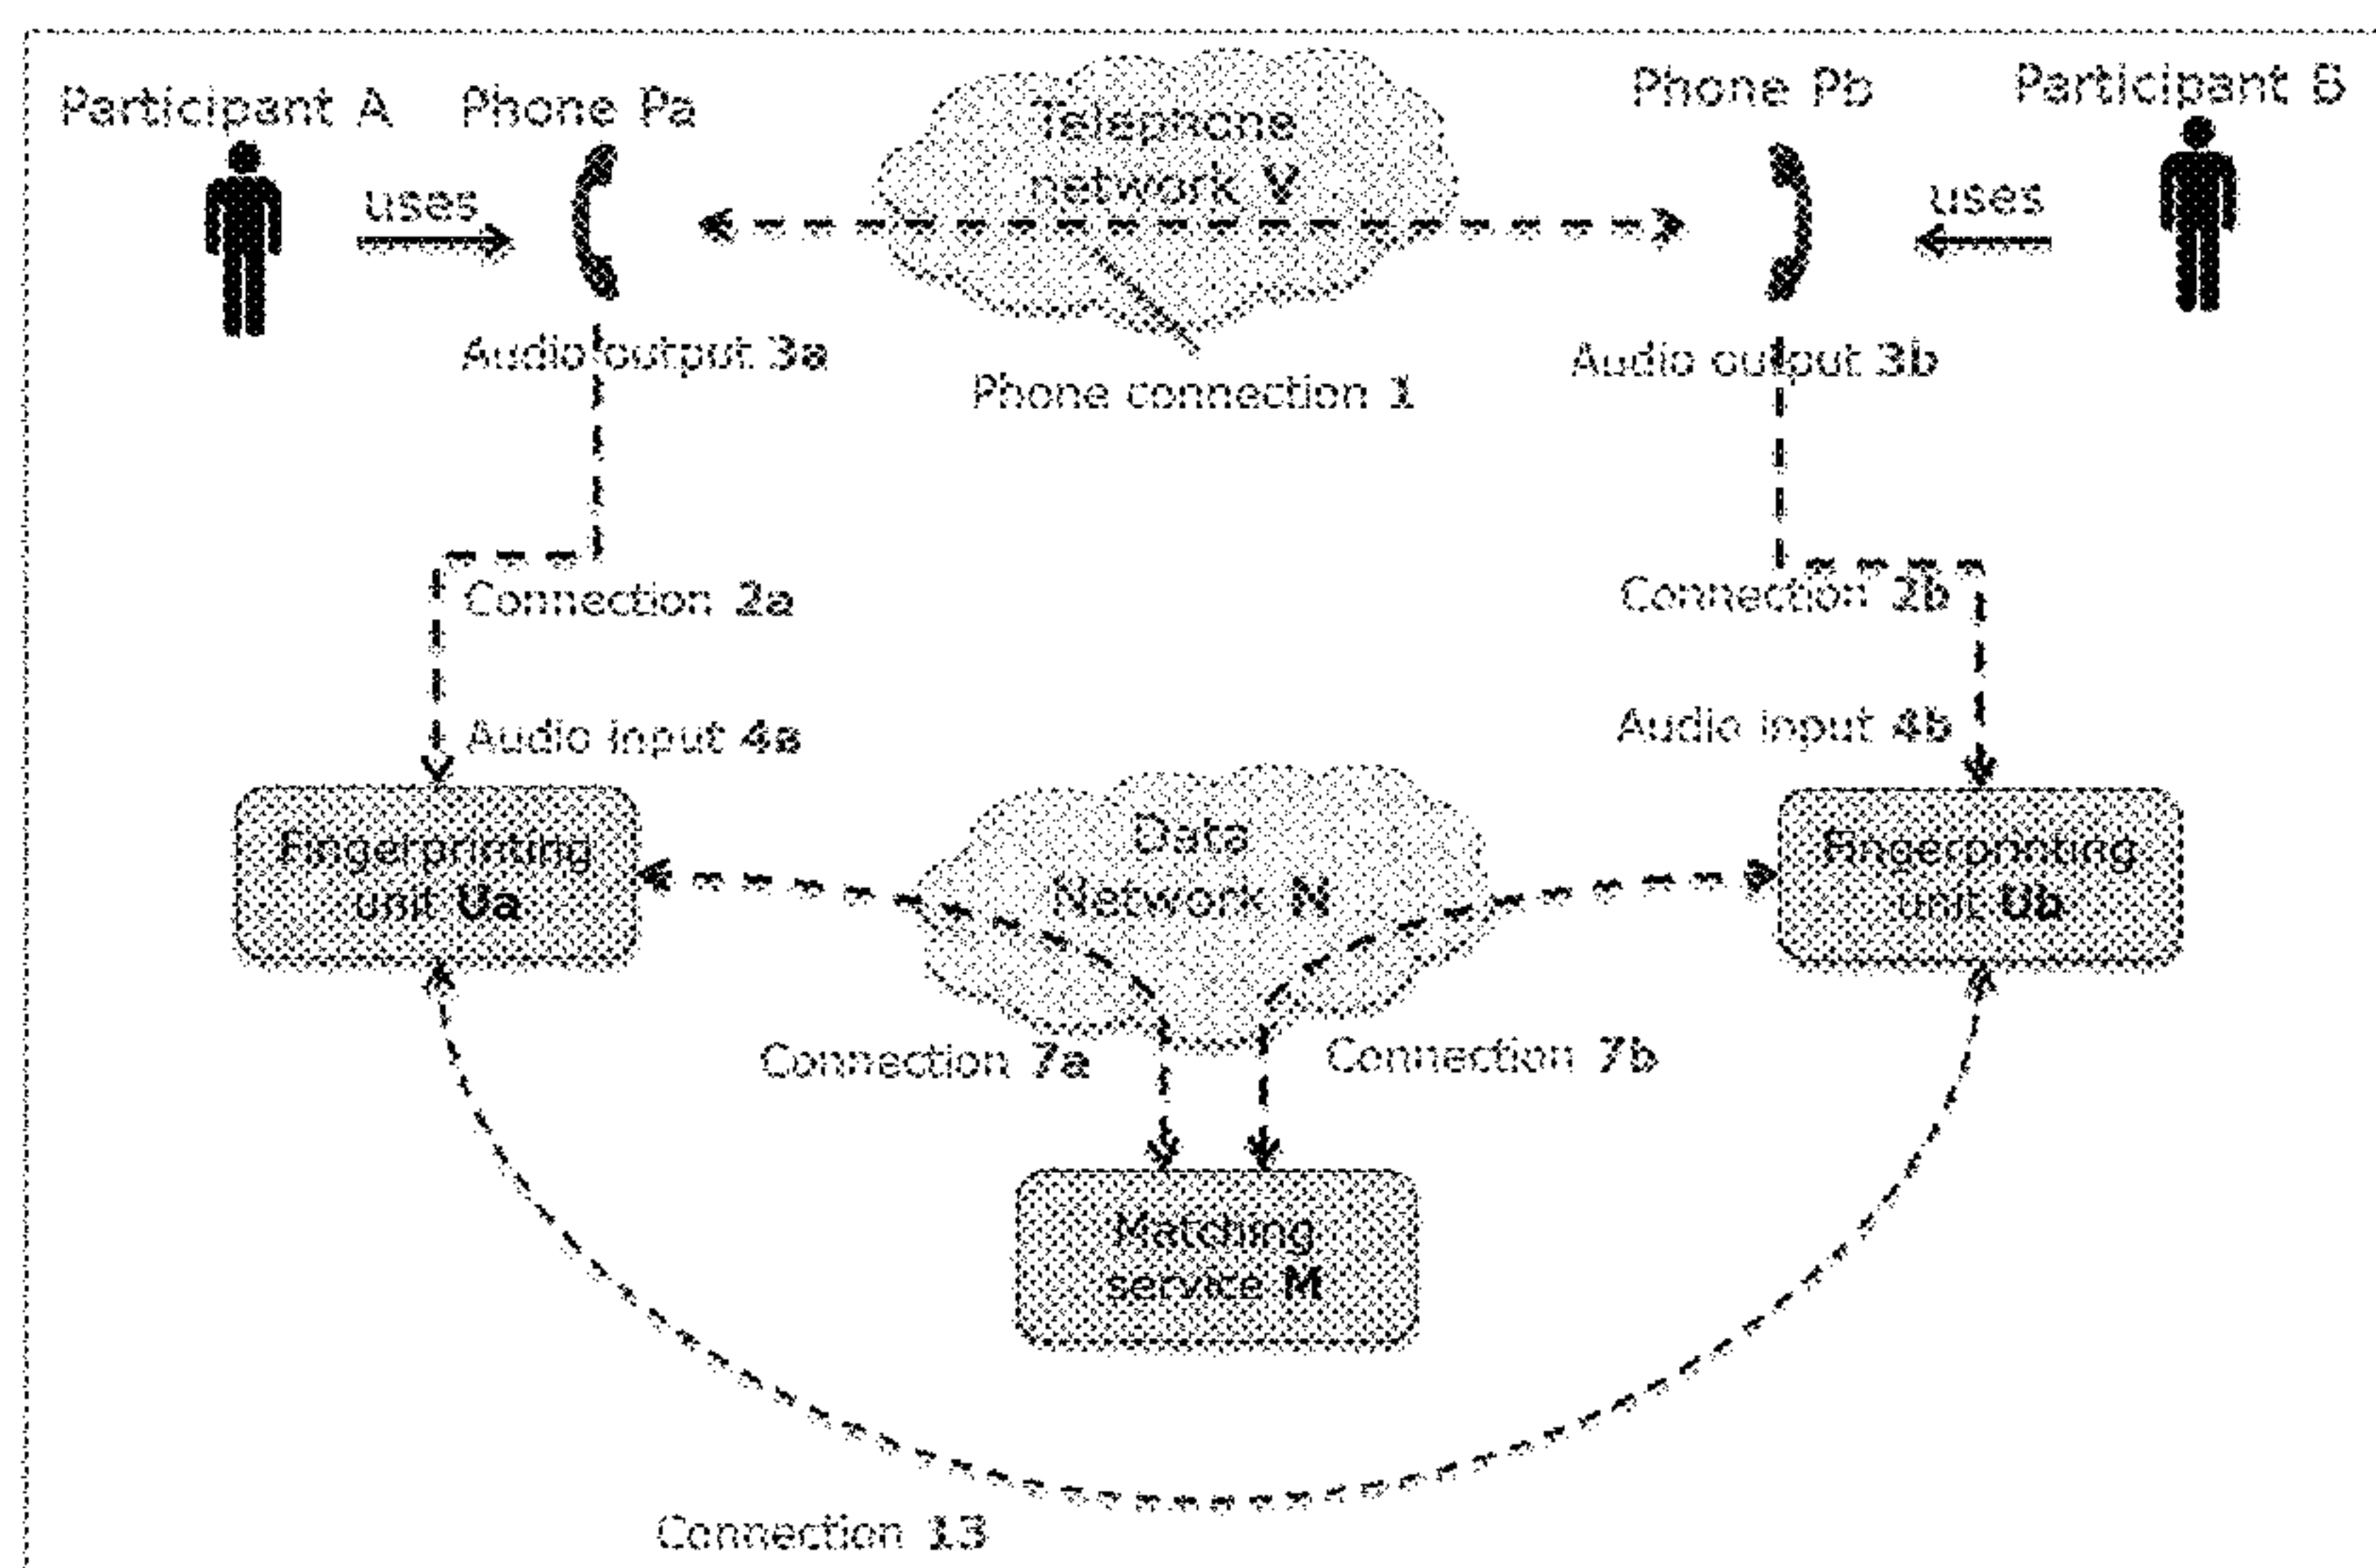 Participant A
Phone Pa
Telephone
network V
Phone Pb
Participant B
uses
uses
Audio output 3a
Phone connection 1
Audio output 3b
Connection 2a
Connection 2b
Audio input 4a
Audio input 4b
Fingerprinting
unit Ua
Data
Network N
Fingerprinting
unit Ub
Connection 7a
Connection 7b
Matching
service M
Connection 13